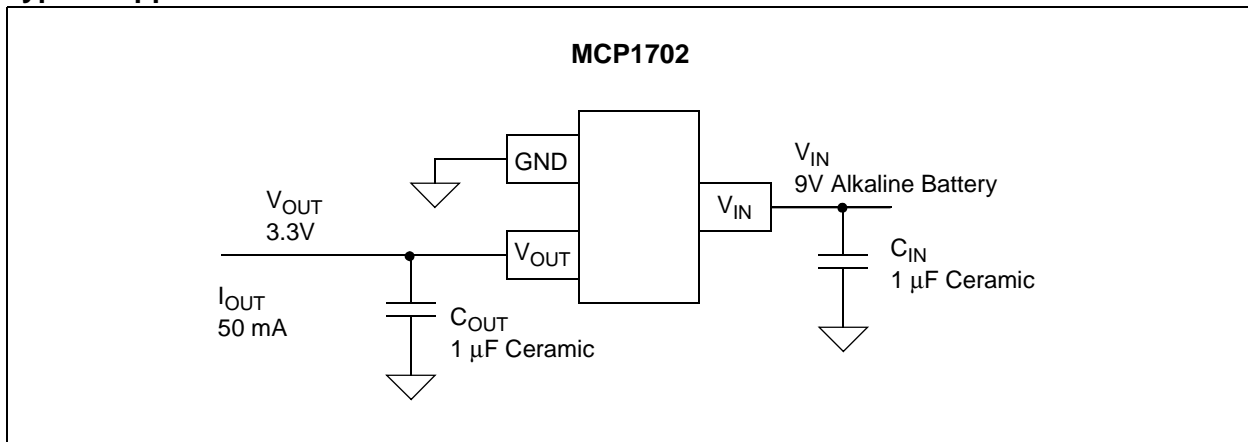 MCP1702
GND
V_IN
9V Alkaline Battery
V_IN
V_OUT
3.3V
V_OUT
C_IN
1 μF Ceramic
I_OUT
50 mA
C_OUT
1 μF Ceramic